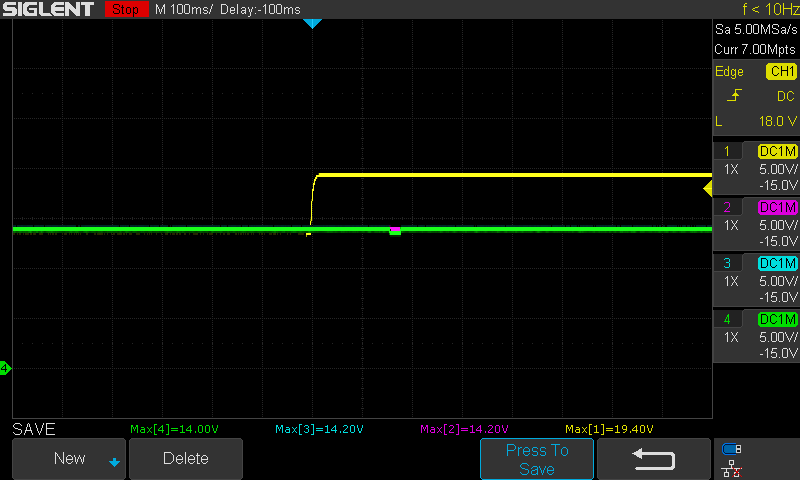 SIGLENT Stop M 100ms/ Delay:-100ms f < 10Hz
Sa 5.00MSa/s
Curr 7.00Mpts
Edge CH1
DC
L 18.0 V
1 DC1M
1X 5.00V/
-15.0V
2 DC1M
1X 5.00V/
-15.0V
3 DC1M
1X 5.00V/
-15.0V
4 DC1M
1X 5.00V/
-15.0V
4
SAVE Max[4]=14.00V Max[3]=14.20V Max[2]=14.20V Max[1]=19.40V
New Delete Press To
Save